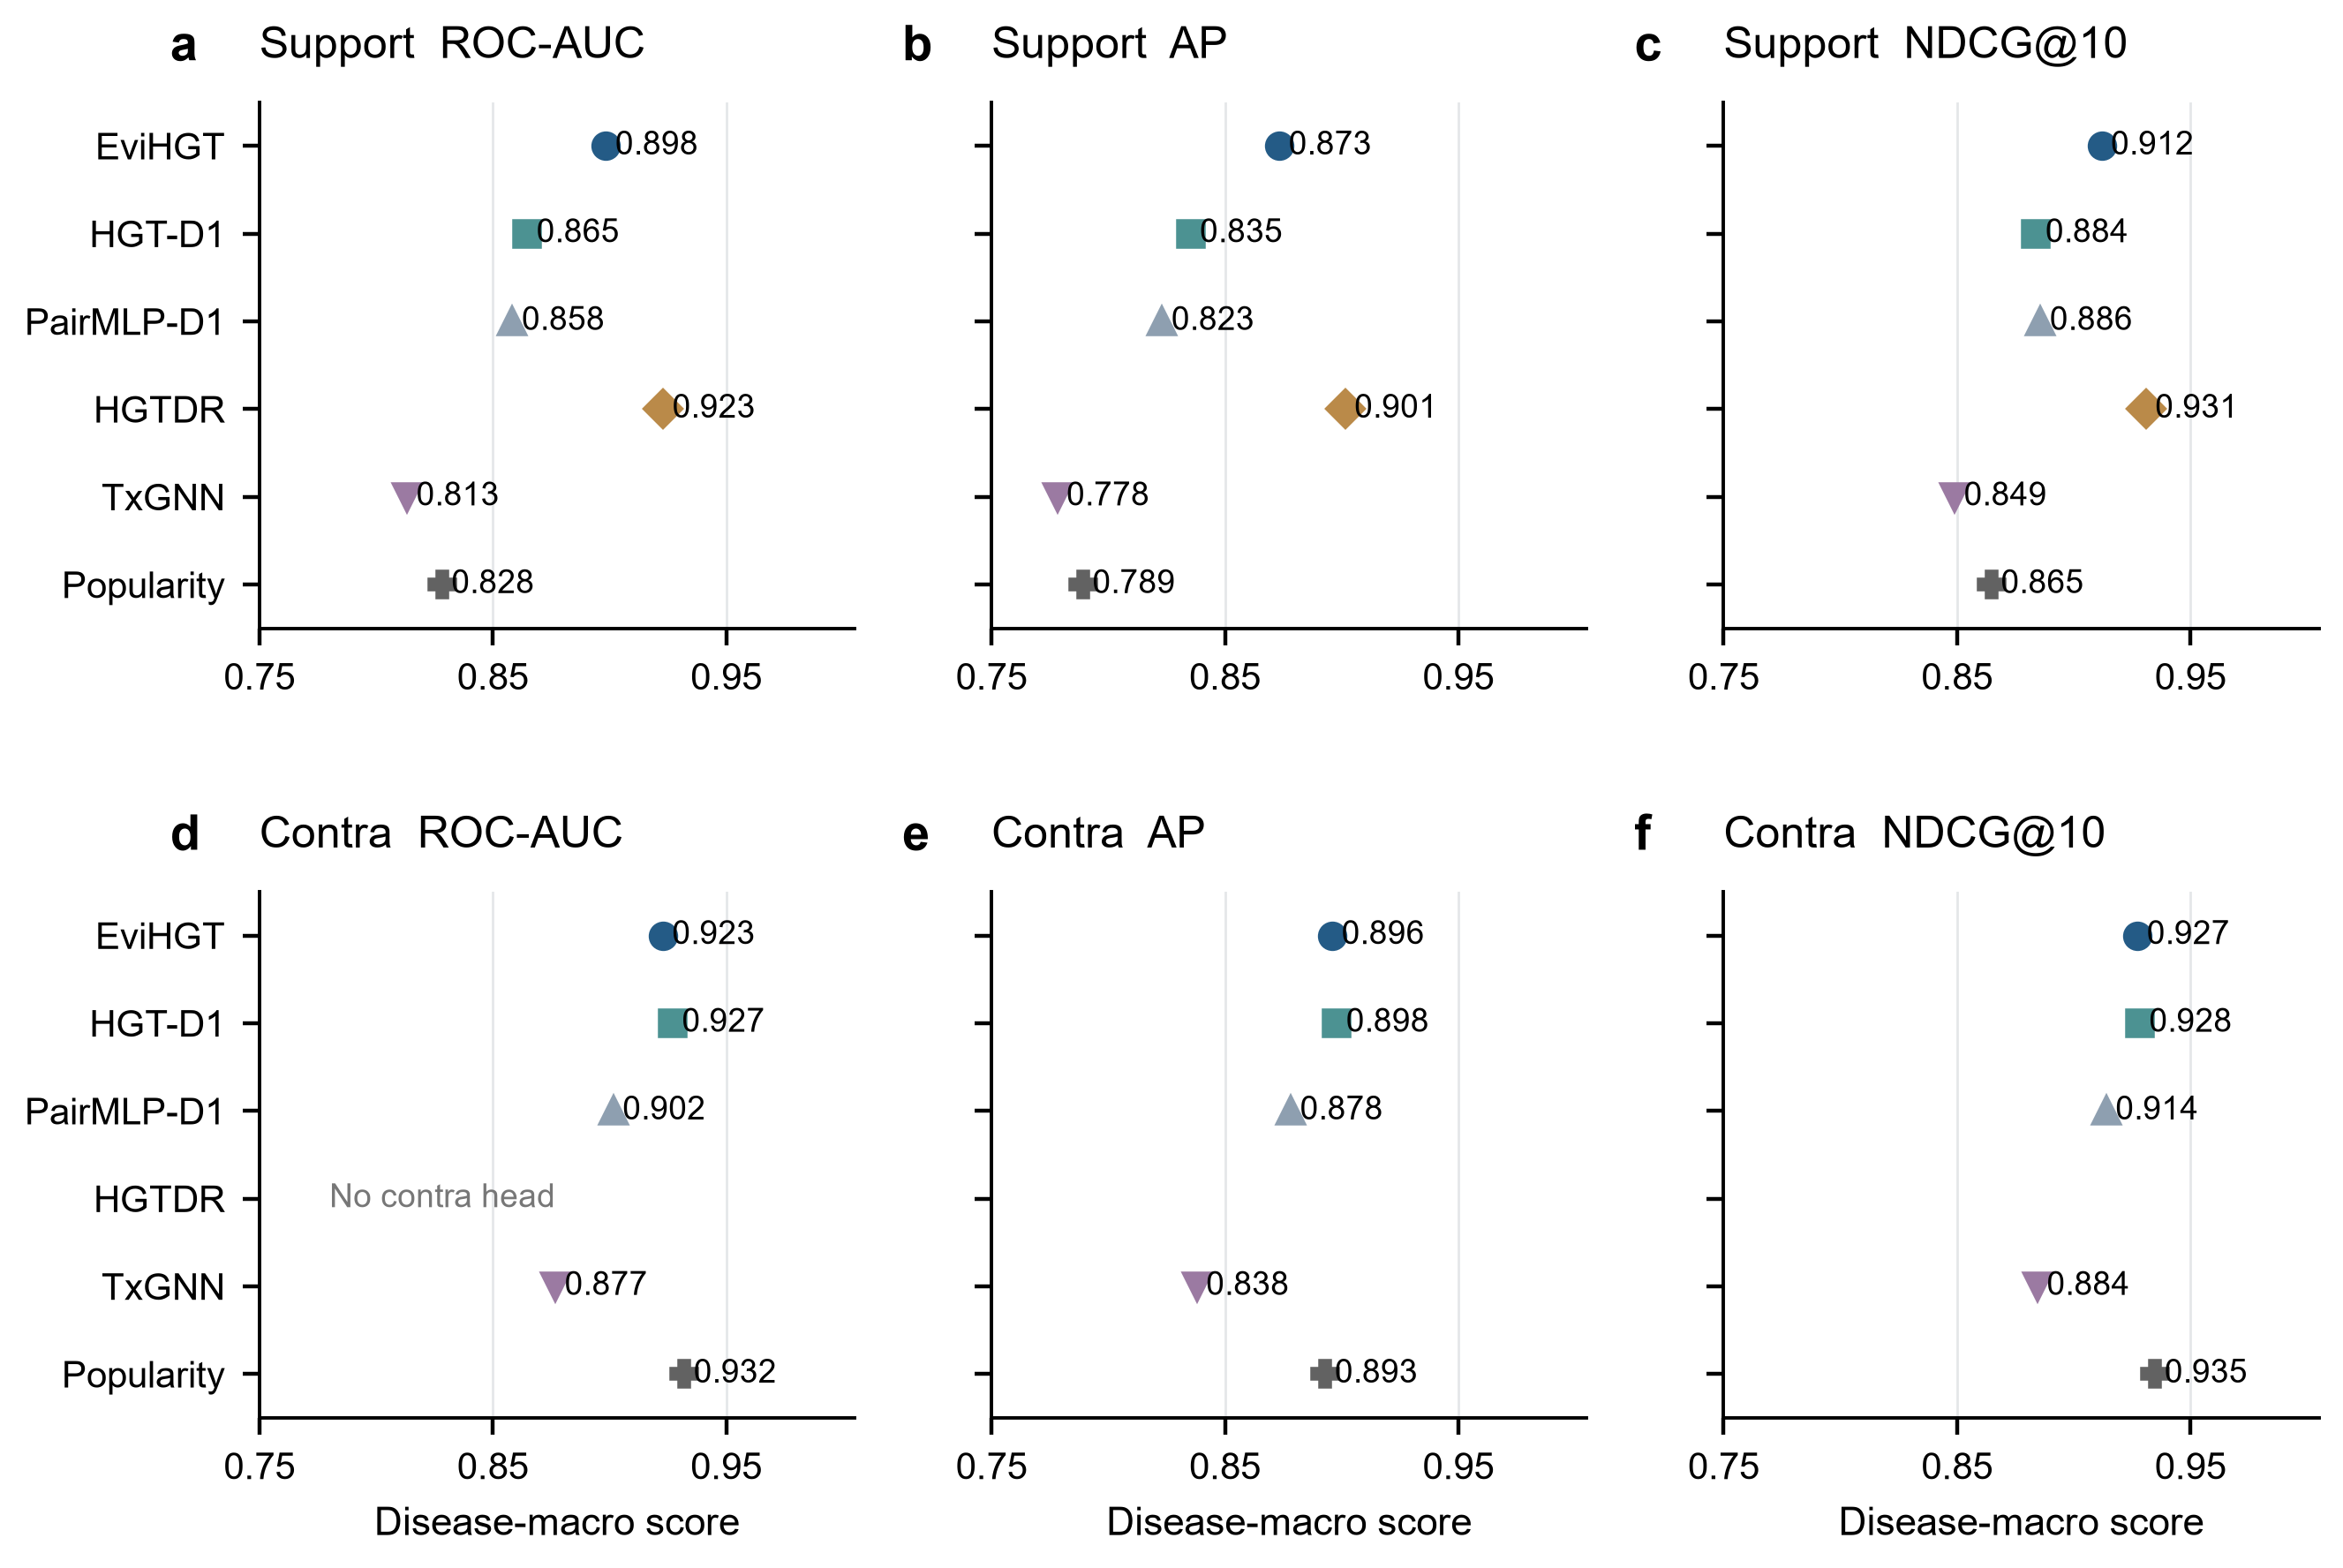 a Support ROC-AUC
EviHGT
0.898
HGT-D1
0.865
PairMLP-D1
0.858
HGTDR
0.923
TxGNN
0.813
Popularity
0.828
0.75 0.85 0.95
b Support AP
0.873
0.835
0.823
0.901
0.778
0.789
0.75 0.85 0.95
c Support NDCG@10
0.912
0.884
0.886
0.931
0.849
0.865
0.75 0.85 0.95
d Contra ROC-AUC
EviHGT
0.923
HGT-D1
0.927
PairMLP-D1
0.902
HGTDR
No contra head
TxGNN
0.877
Popularity
0.932
0.75 0.85 0.95
Disease-macro score
e Contra AP
0.896
0.898
0.878
0.838
0.893
0.75 0.85 0.95
Disease-macro score
f Contra NDCG@10
0.927
0.928
0.914
0.884
0.935
0.75 0.85 0.95
Disease-macro score